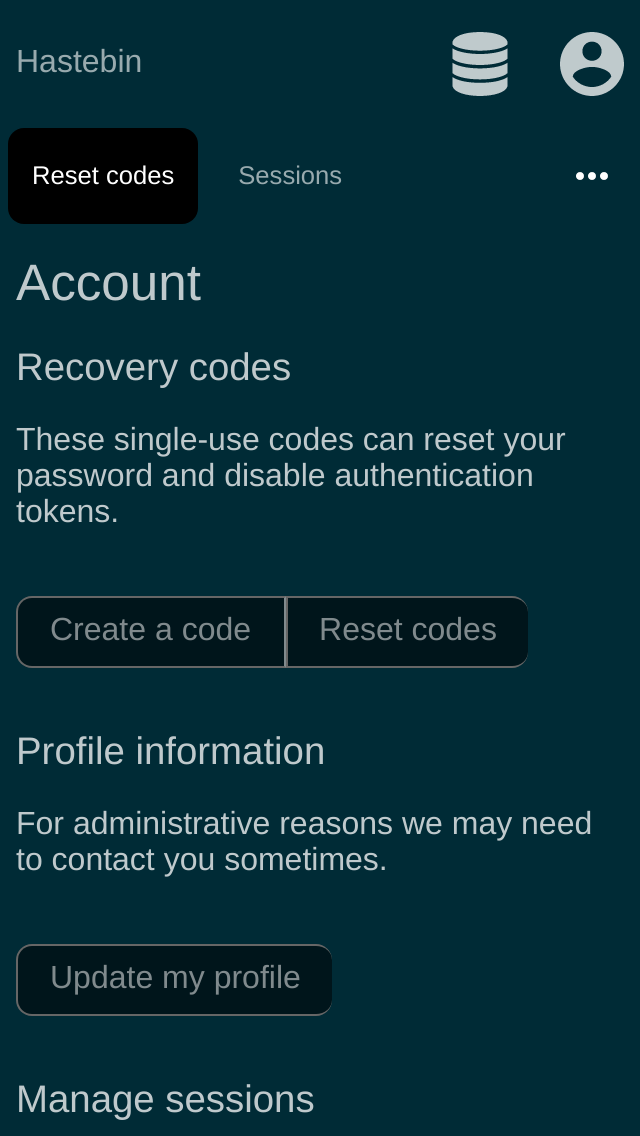 Hastebin
Reset codes
Sessions
Account
Recovery codes
These single-use codes can reset your
password and disable authentication
tokens.
Create a code
Reset codes
Profile information
For administrative reasons we may need
to contact you sometimes.
Update my profile
Manage sessions